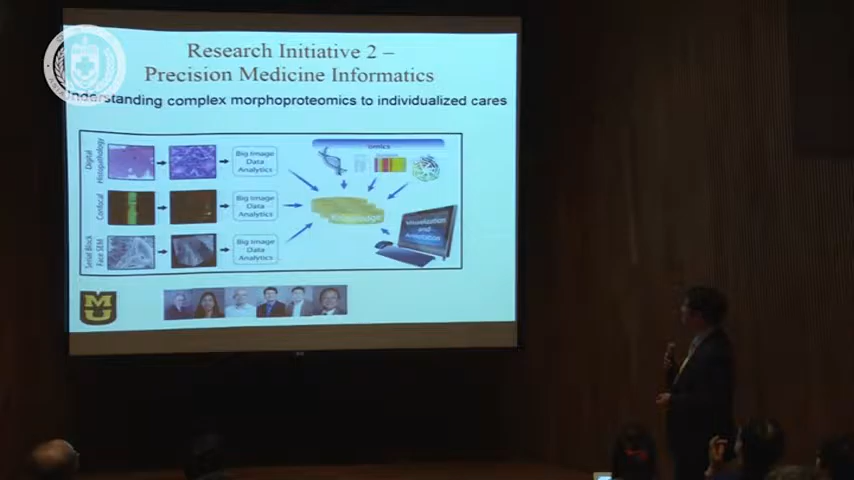 Research Initiative 2 –
Precision Medicine Informatics
Understanding complex morphoproteomics to individualized cares
Digital
Histopathology
Big Image
Data
Analytics
omics
Confocal
Big Image
Data
Analytics
Knowledge
Visualization
and
Annotation
Serial Block
Face SEM
Big Image
Data
Analytics
MU